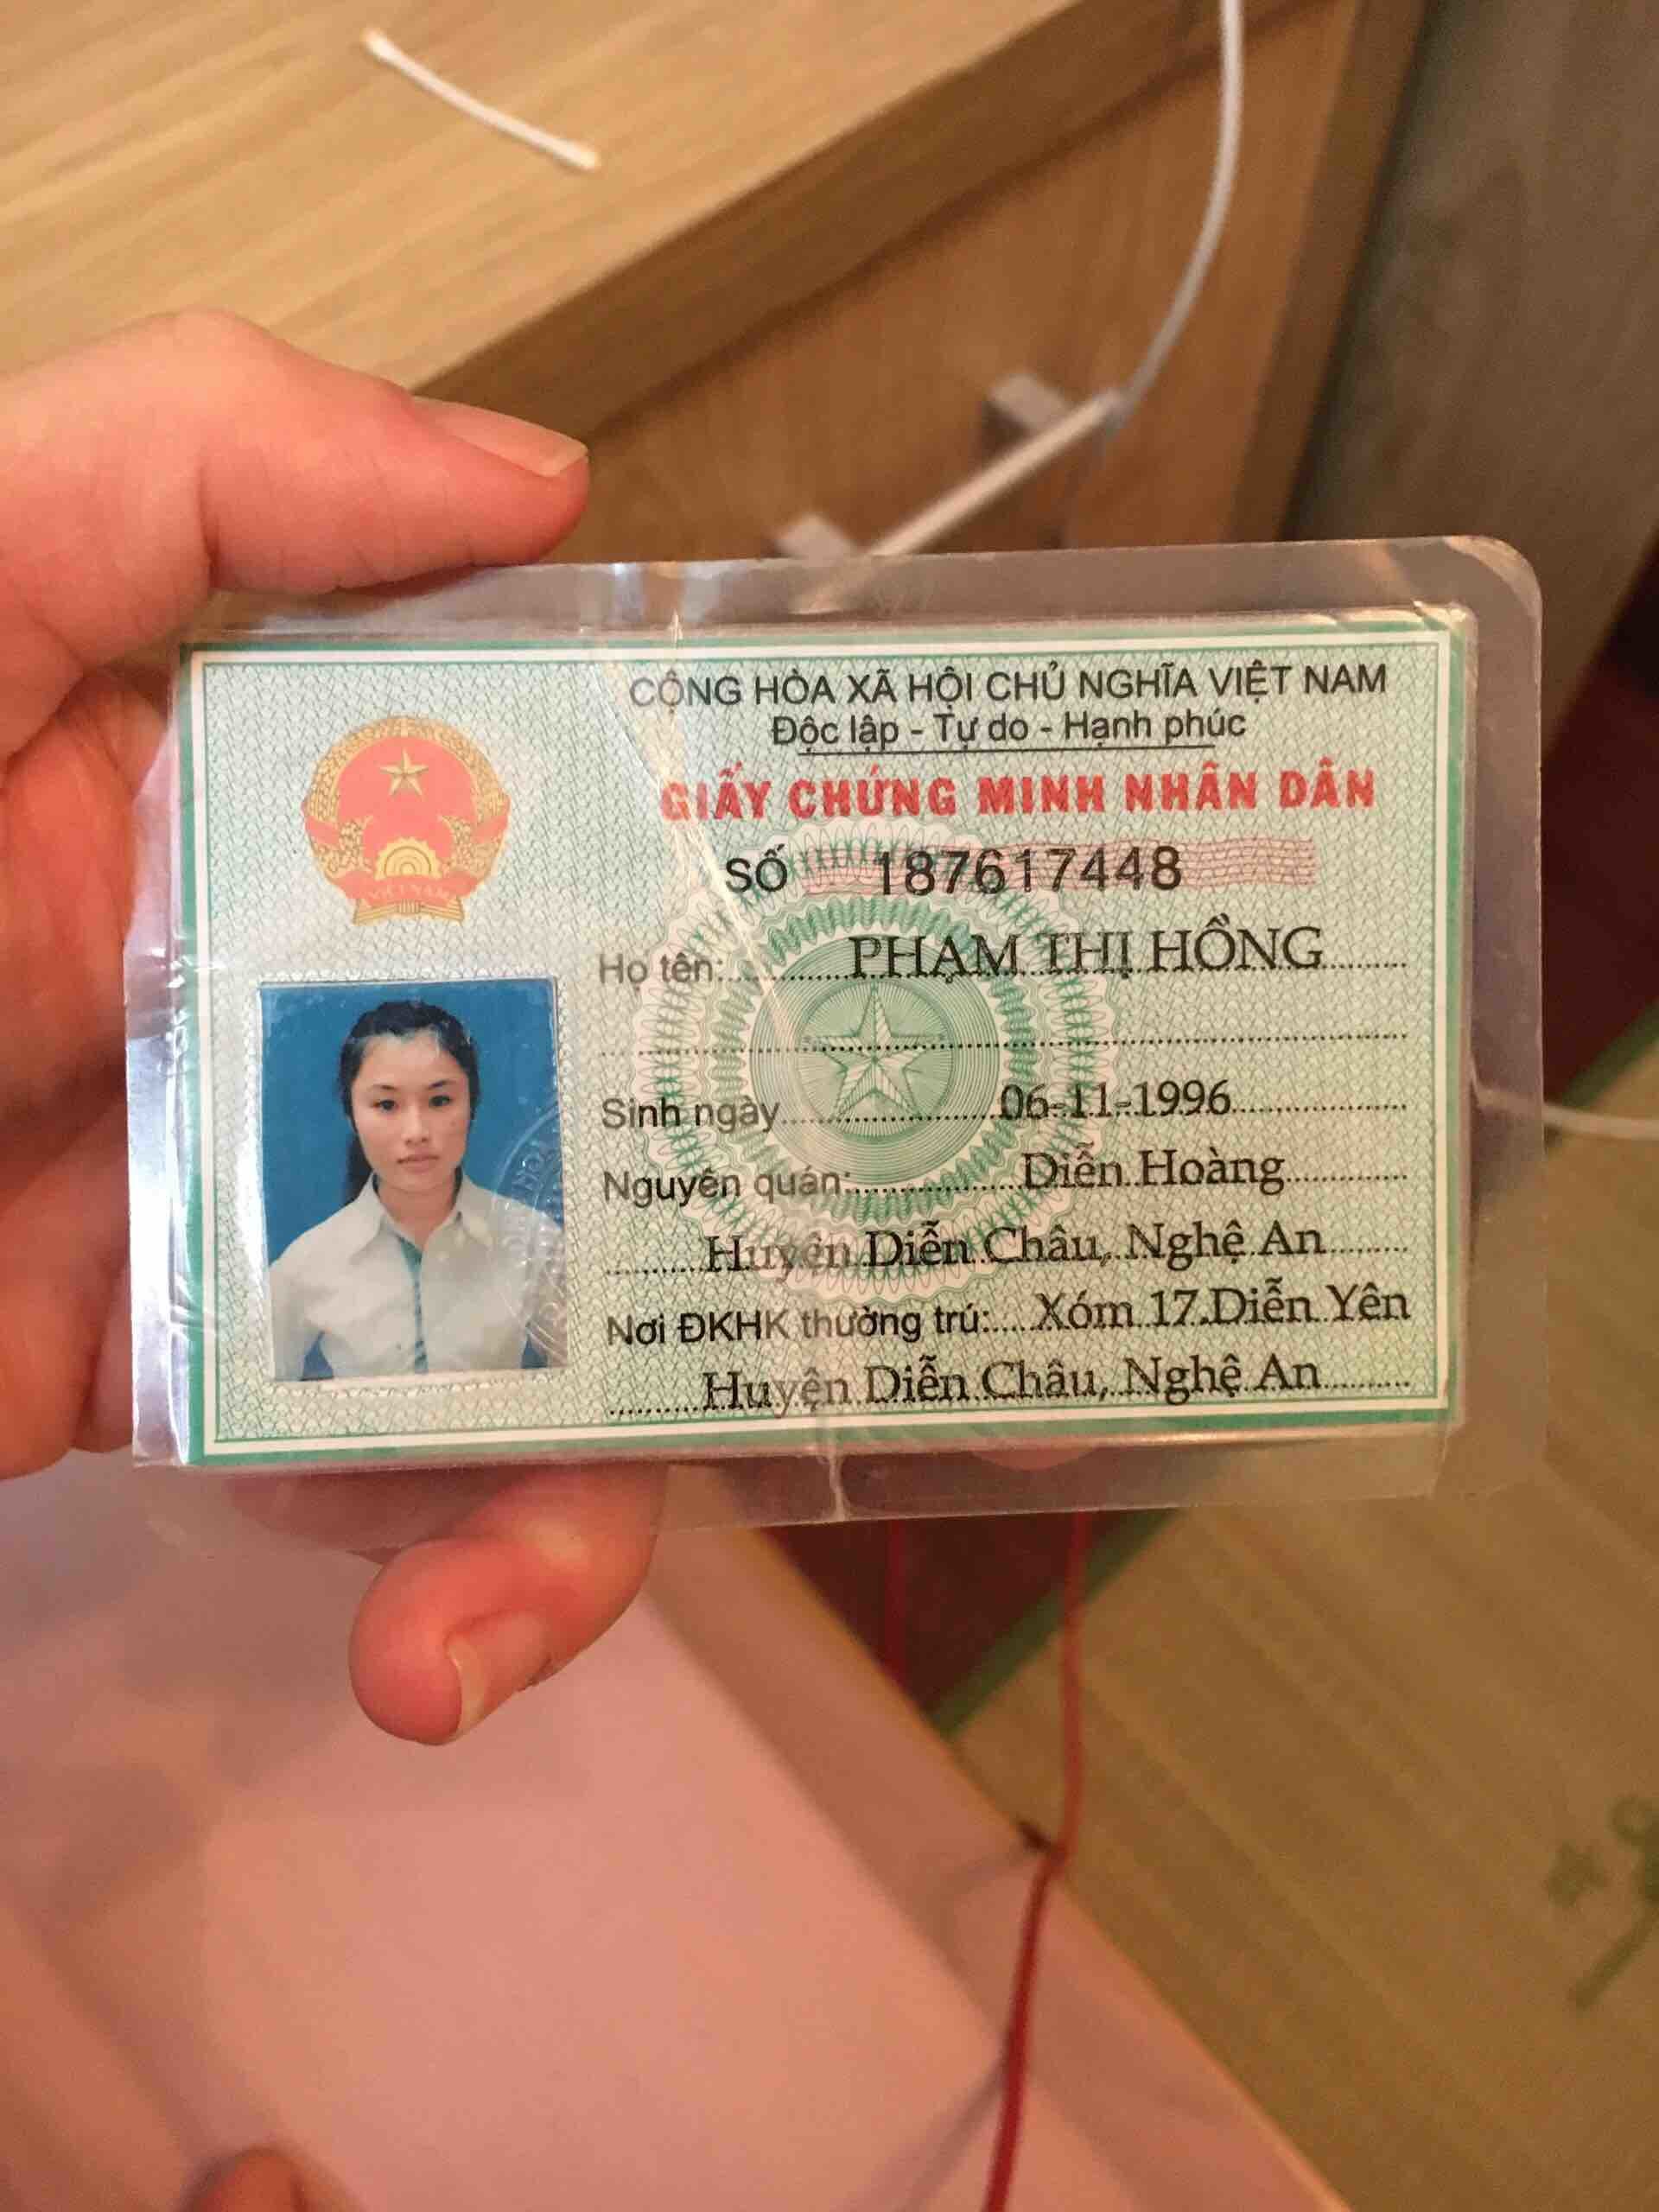 CỘNG HÒA XÃ HỘI CHỦ NGHĨA VIỆT NAM
Độc lập - Tự do - Hạnh phúc
GIẤY CHỨNG MINH NHÂN DÂN
SỐ 187617448
Họ tên: PHẠM THỊ HỒNG
Sinh ngày 06-11-1996
Nguyên quán: Diễn Hoàng
Huyện Diễn Châu, Nghệ An
Nơi ĐKHK thường trú: Xóm 17.Diễn Yên
Huyện Diễn Châu, Nghệ An
VIỆT NAM